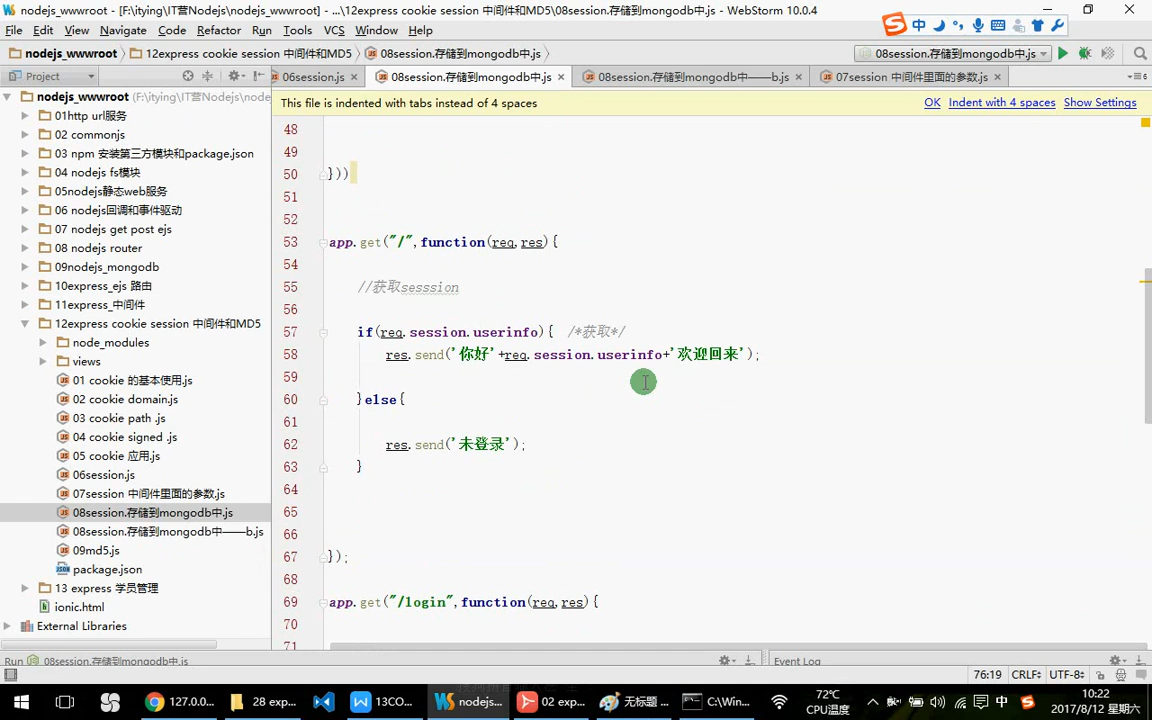 nodejs_wwwroot (F:\itying\IT营Nodejs\nodejs_wwwroot) - ...\12express cookie session 中间件和MD5\08session.存储到mongodb中.js - WebStorm 10.0.4
File Edit View Navigate Code Refactor Run Tools VCS Window Help
中
nodejs_wwwroot 12express cookie session 中间件和MD5 08session.存储到mongodb中.js
08session.存储到mongodb中.js
Project
06session.js 08session.存储到mongodb中.js 08session.存储到mongodb中——b.js 07session 中间件里面的参数.js
nodejs_wwwroot (F:\itying\IT营Nodejs\node
01http url服务
02 commonjs
03 npm 安装第三方模块和package.json
04 nodejs fs模块
05nodejs静态web服务
06 nodejs回调和事件驱动
07 nodejs get post ejs
08 nodejs router
09nodejs_mongodb
10express_ejs 路由
11express_中间件
12express cookie session 中间件和MD5
node_modules
views
01 cookie 的基本使用.js
02 cookie domain.js
03 cookie path .js
04 cookie signed .js
05 cookie 应用.js
06session.js
07session 中间件里面的参数.js
08session.存储到mongodb中.js
08session.存储到mongodb中——b.js
09md5.js
package.json
13 express 学员管理
ionic.html
External Libraries
This file is indented with tabs instead of 4 spaces OK Indent with 4 spaces Show Settings
48
49
50 }))
51
52
53 app.get("/",function(req,res){
54
55 //获取sesssion
56
57 if(req.session.userinfo){ /*获取*/
58 res.send('你好'+req.session.userinfo+'欢迎回来');
59
60 }else{
61
62 res.send('未登录');
63 }
64
65
66
67 });
68
69 app.get("/login",function(req,res){
70
71
Run 08session.存储到mongodb中.js Event Log
76:19 CRLF÷ UTF-8÷
127.0.0... 28 exp... 13CO... nodejs... 02 exp... 无标题 ... C:\Win...
72℃
CPU温度
中
10:22
2017/8/12 星期六